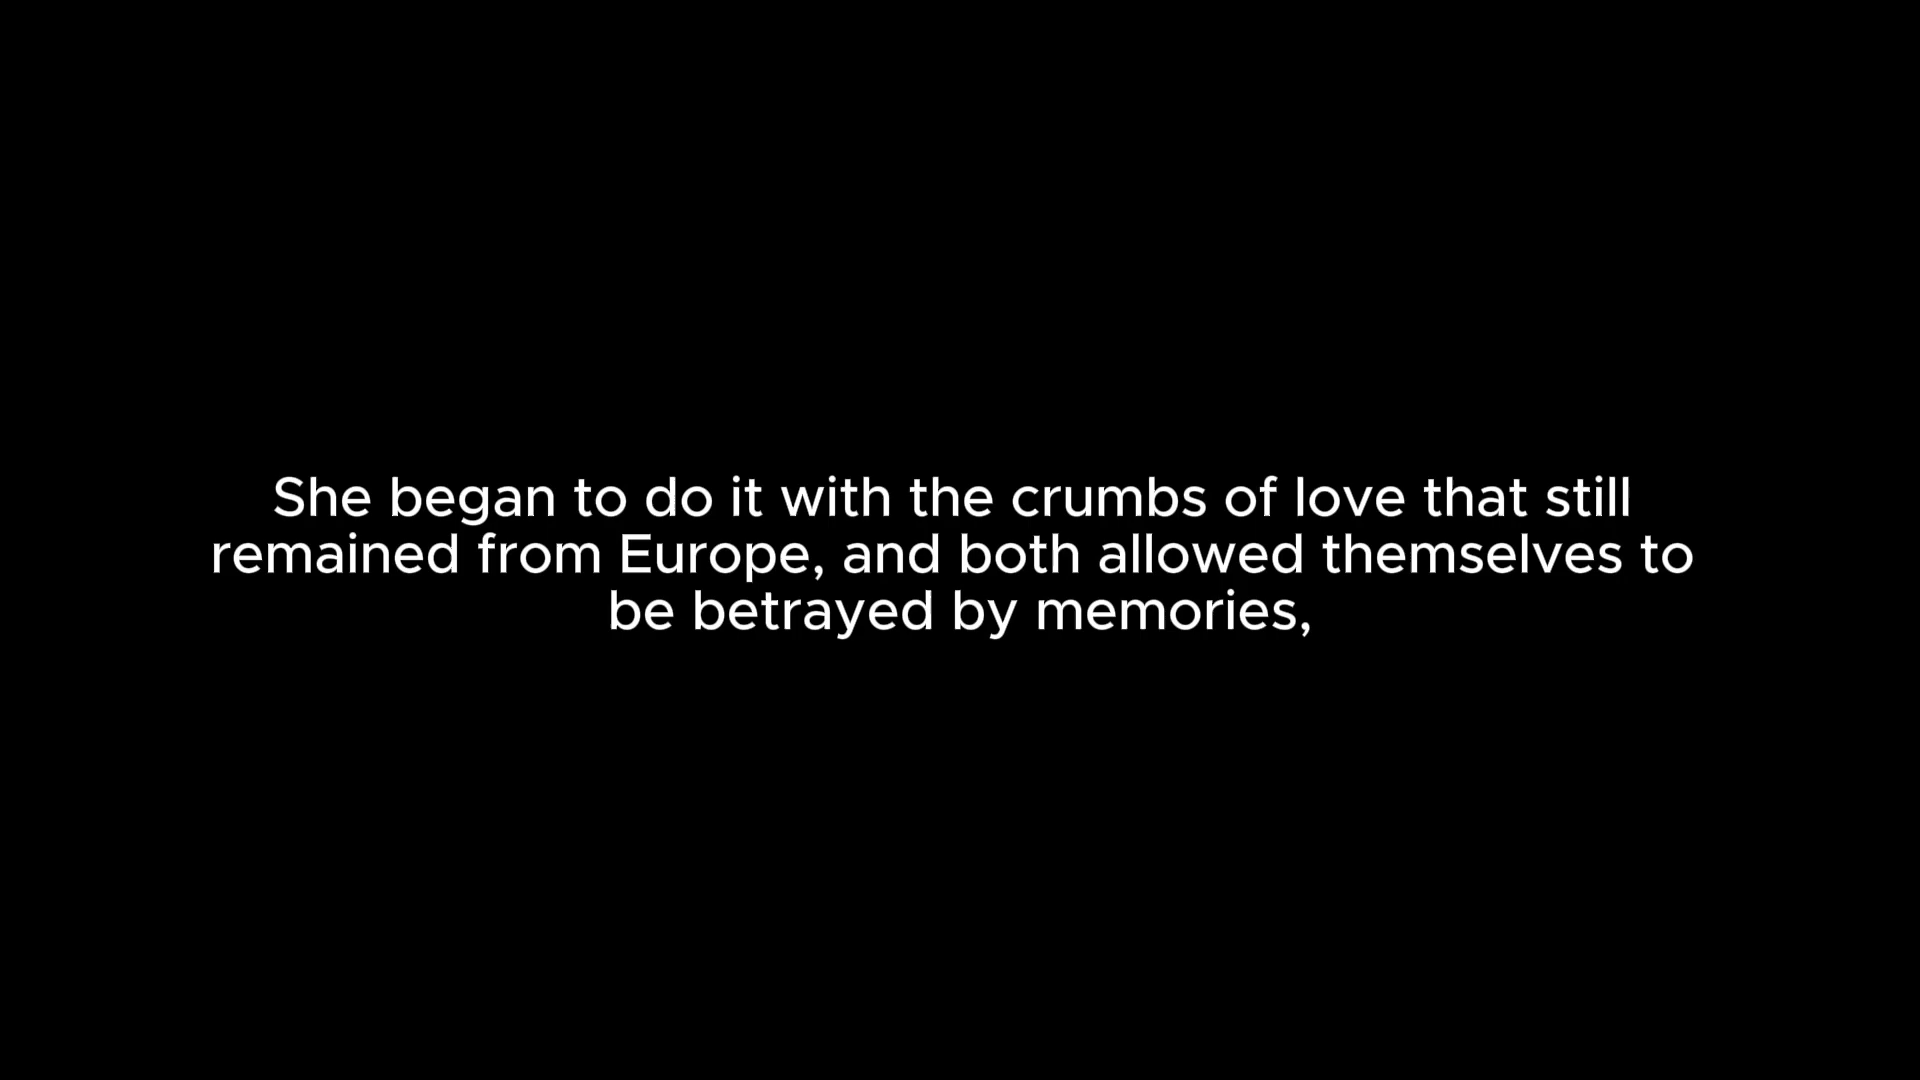 She began to do it with the crumbs of love that still
remained from Europe, and both allowed themselves to
be betrayed by memories,